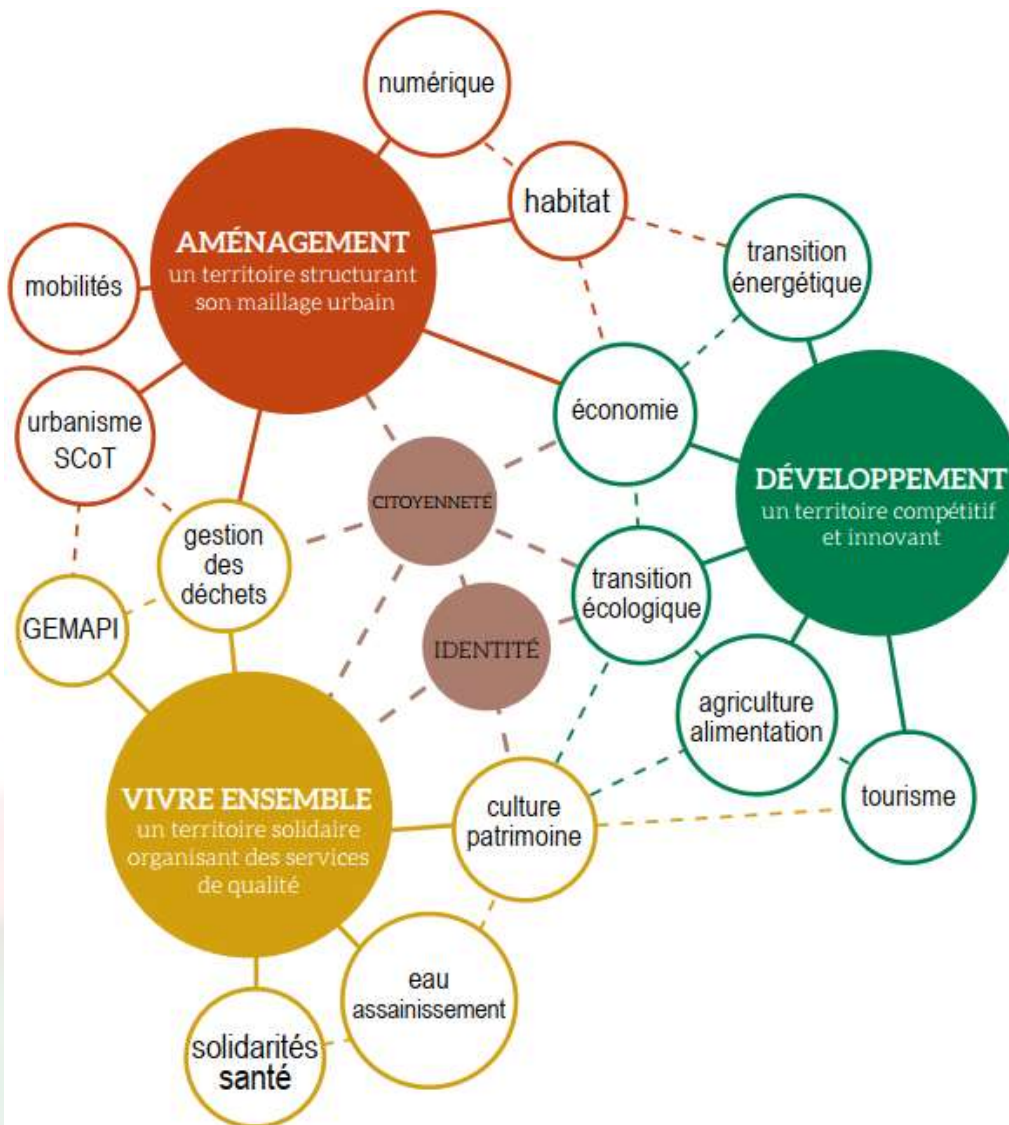 numérique
habitat
AMÉNAGEMENT
un territoire structurant
son maillage urbain
mobilités
transition
énergétique
urbanisme
SCoT
économie
CITOYENNETÉ
DÉVELOPPEMENT
un territoire compétitif
et innovant
gestion
des
déchets
transition
écologique
GEMAPI
IDENTITÉ
agriculture
alimentation
VIVRE ENSEMBLE
un territoire solidaire
organisant des services
de qualité
culture
patrimoine
tourisme
eau
assainissement
solidarités
santé